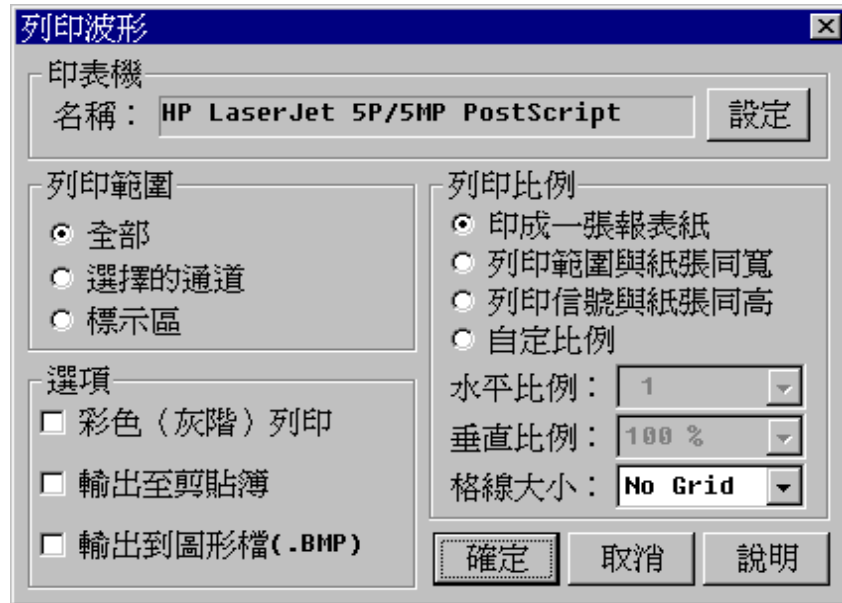 列印波形
印表機
名稱： HP LaserJet 5P/5MP PostScript 設定
列印範圍
全部
選擇的通道
標示區
選項
彩色（灰階）列印
輸出至剪貼簿
輸出到圖形檔(.BMP)
列印比例
印成一張報表紙
列印範圍與紙張同寬
列印信號與紙張同高
自定比例
水平比例： 1
垂直比例： 100 %
格線大小： No Grid
確定 取消 說明